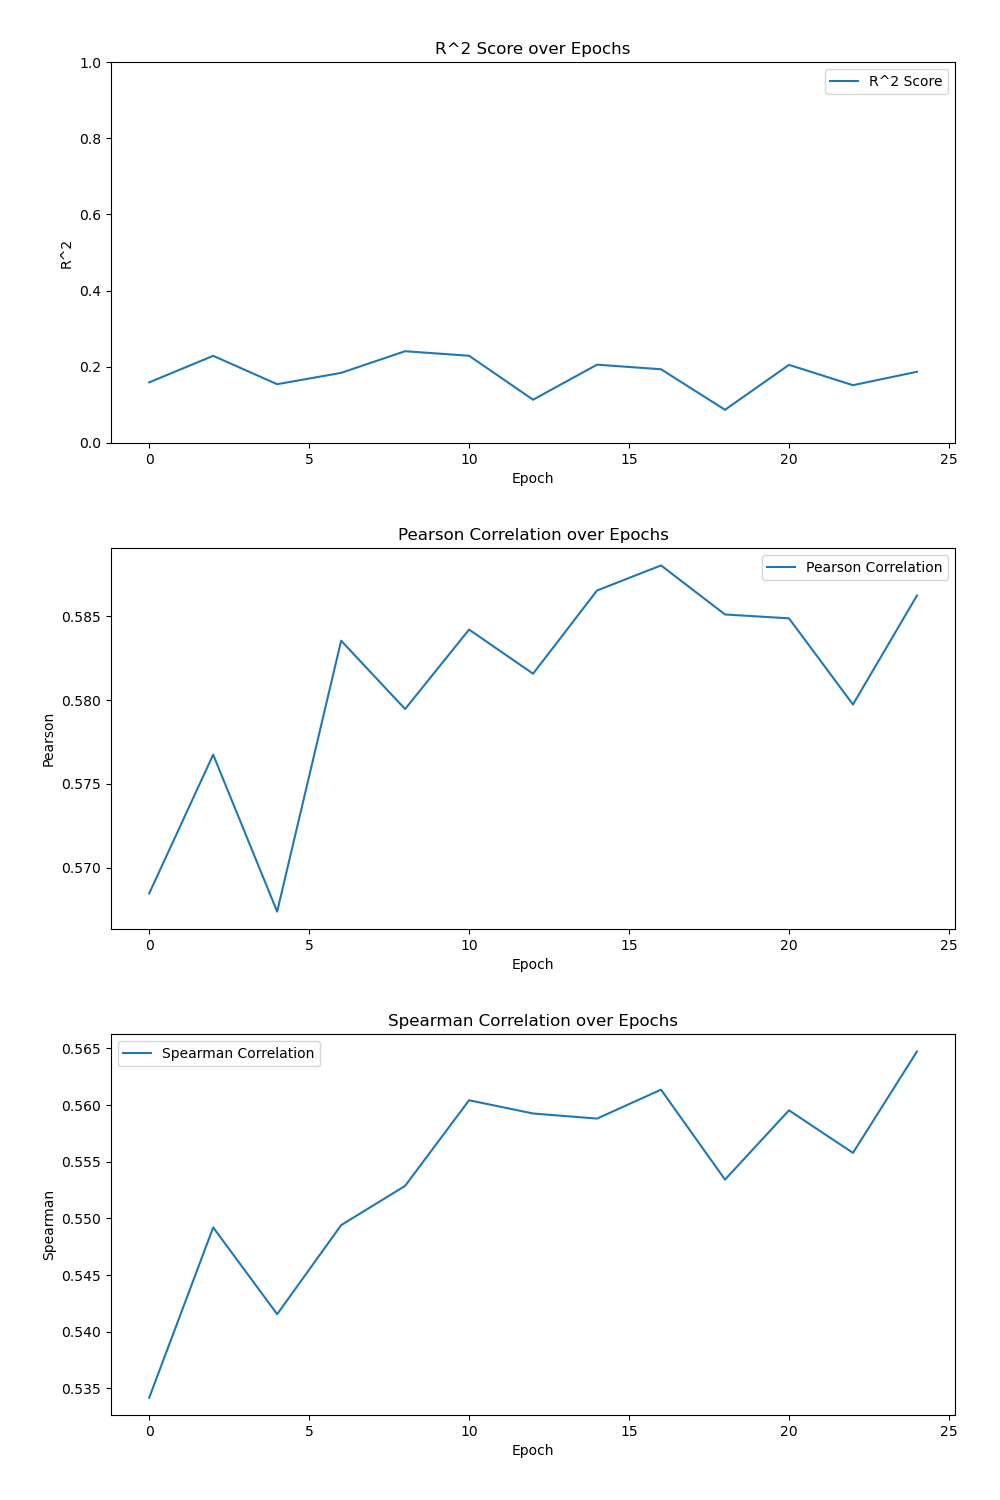 R^2 Score over Epochs
1.0
R^2 Score
0.8
0.6
R^2
0.4
0.2
0.0
0 5 10 15 20 25
Epoch
Pearson Correlation over Epochs
Pearson Correlation
0.585
0.580
Pearson
0.575
0.570
0 5 10 15 20 25
Epoch
Spearman Correlation over Epochs
0.565
Spearman Correlation
0.560
0.555
0.550
Spearman
0.545
0.540
0.535
0 5 10 15 20 25
Epoch